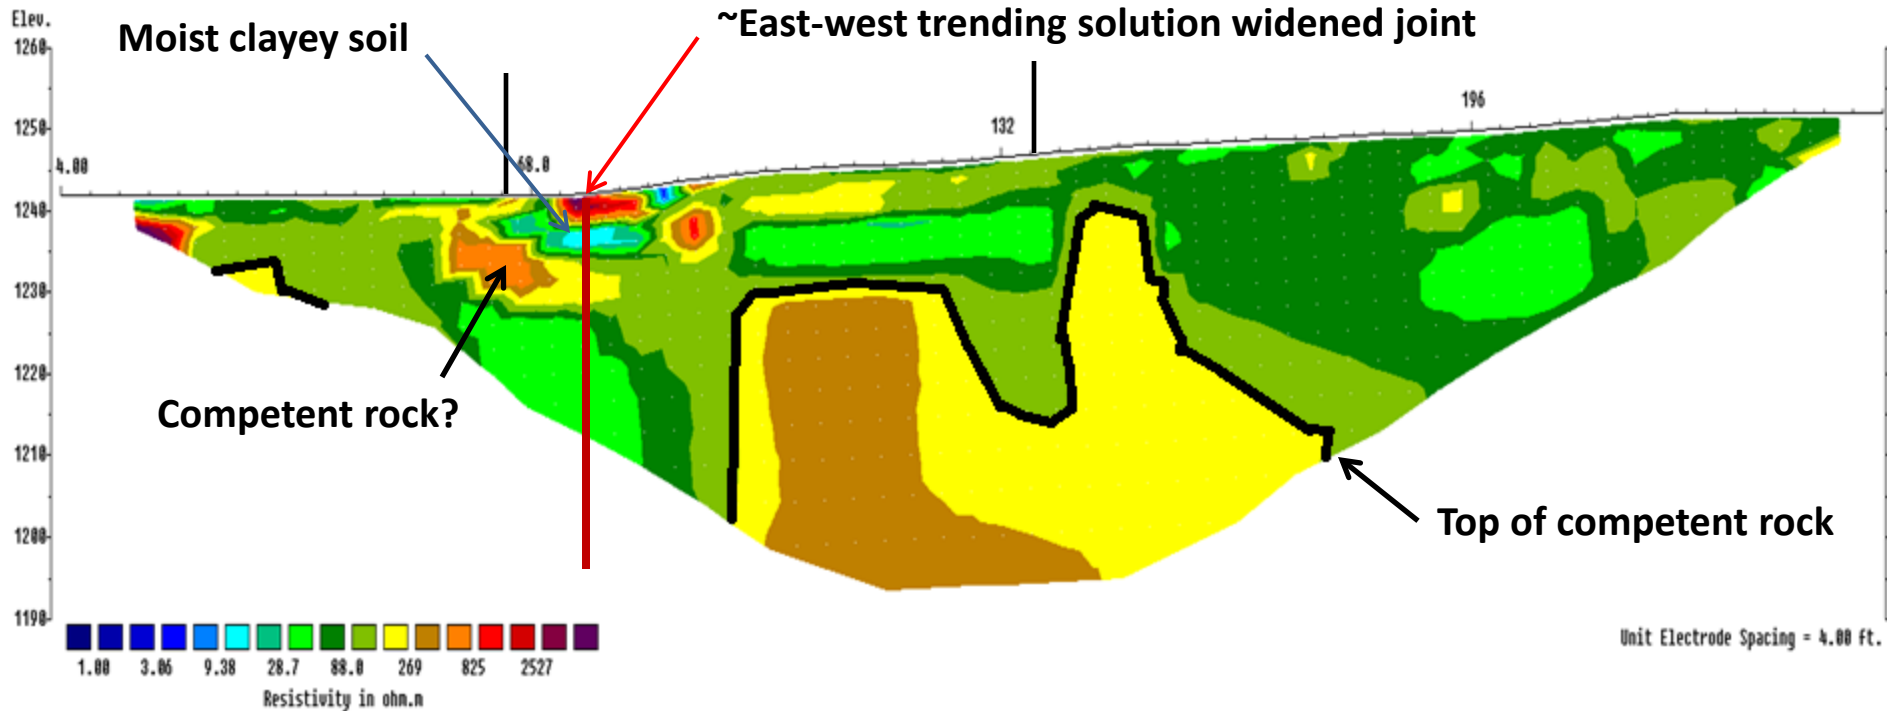 Elev.
~East-west trending solution widened joint
Moist clayey soil
1260
1250
1240
1230
1220
1210
1200
1190
4.00
68.0
132
196
Competent rock?
Top of competent rock
Unit Electrode Spacing = 4.00 ft.
1.00 3.06 9.38 28.7 88.0 269 825 2527
Resistivity in ohm.m